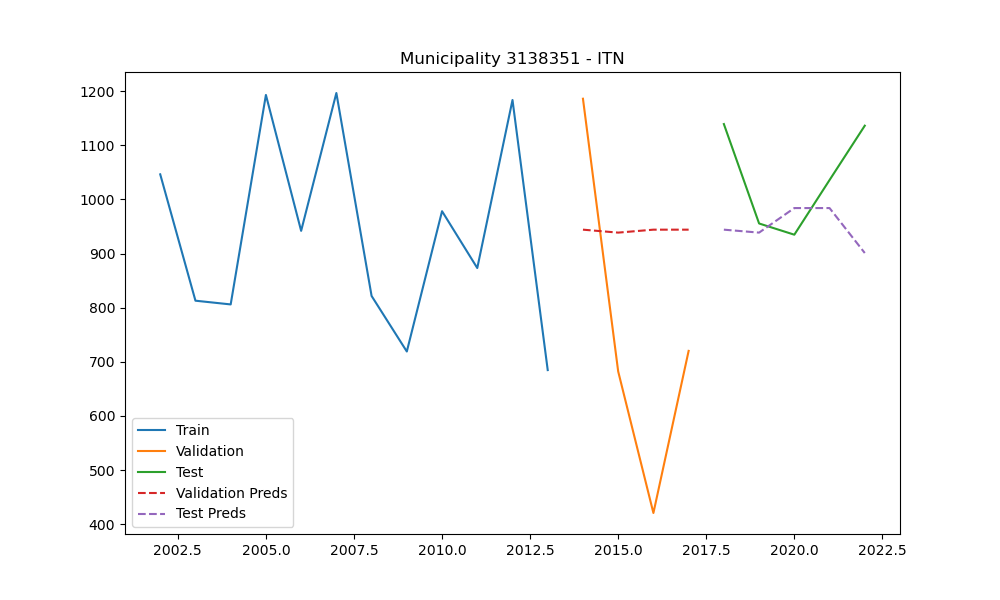 Municipality 3138351 - ITN
1200
1100
1000
900
800
700
600
500
400
Train
Validation
Test
Validation Preds
Test Preds
2002.5 2005.0 2007.5 2010.0 2012.5 2015.0 2017.5 2020.0 2022.5